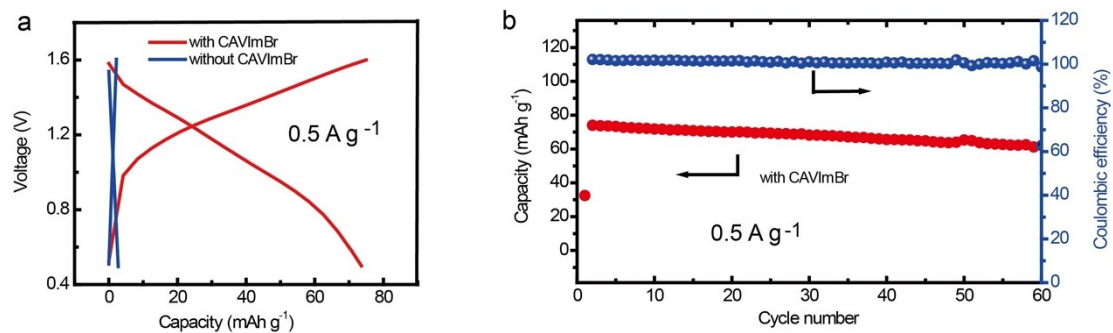 a
with CAVImBr
without CAVImBr
1.6
1.2
0.8
0.4
Voltage (V)
0.5 A g-1
0 20 40 60 80
Capacity (mAh g-1)
b
120
100
80
60
40
20
0
Capacity (mAh g-1)
with CAVImBr
0.5 A g-1
0 10 20 30 40 50 60
Cycle number
120
100
80
60
40
20
0
Coulombic efficiency (%)